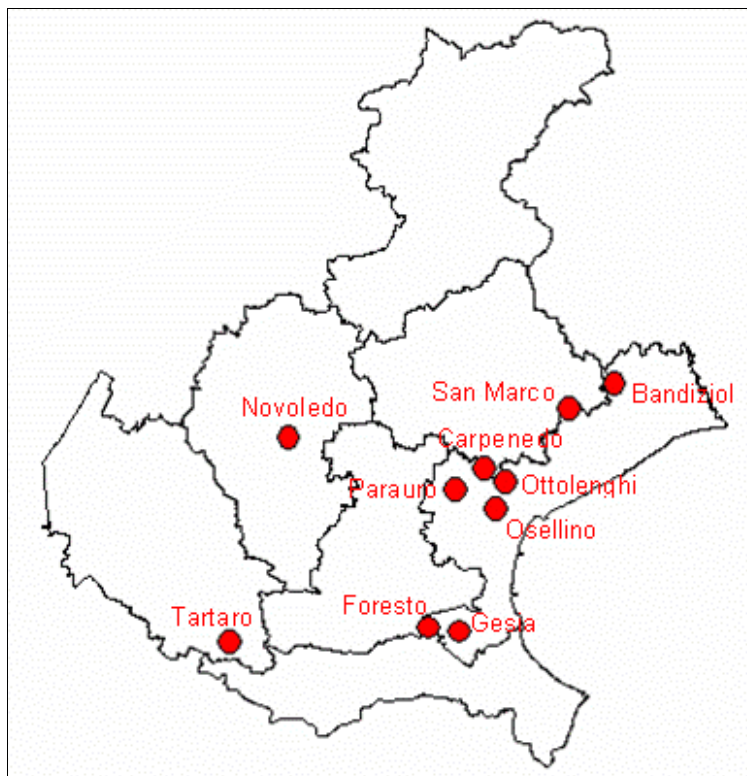 San Marco
Bandiziol
Novoledo
Carpenedo
Ottolenghi
Parauro
Osellino
Foresto
Tartaro
Gesia